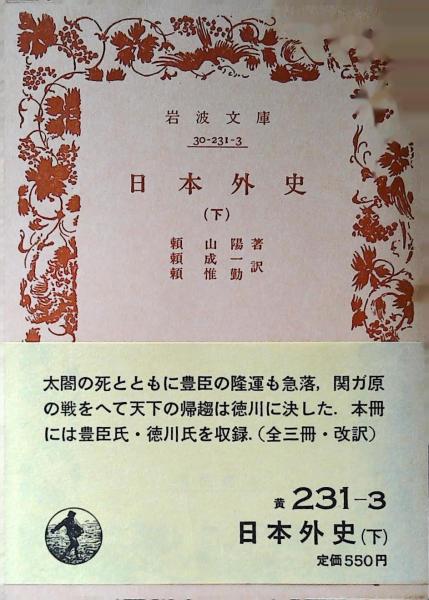 岩波文庫
30-231-3
日本外史
(下)
頼山陽著
頼成一
頼惟勤訳
太閤の死とともに豊臣の隆運も急落，関ガ原
の戦をへて天下の帰趨は徳川に決した．本冊
には豊臣氏・徳川氏を収録．（全三冊・改訳）
黄 231-3
日本外史(下)
定価550円